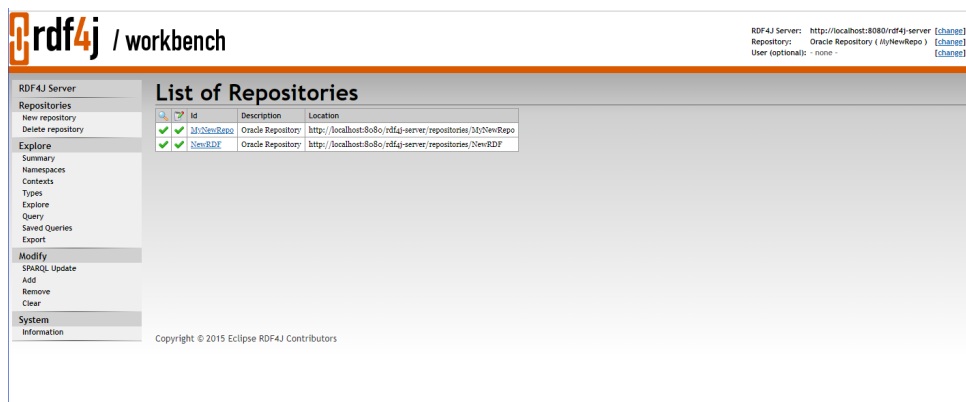 rdf4j / workbench
RDF4J Server: http://localhost:8080/rdf4j-server [change]
Repository: Oracle Repository ( MyNewRepo ) [change]
User (optional): - none - [change]
RDF4J Server
Repositories
New repository
Delete repository
Explore
Summary
Namespaces
Contexts
Types
Explore
Query
Saved Queries
Export
Modify
SPARQL Update
Add
Remove
Clear
System
Information
List of Repositories
Id Description Location
MyNewRepo Oracle Repository http://localhost:8080/rdf4j-server/repositories/MyNewRepo
NewRDF Oracle Repository http://localhost:8080/rdf4j-server/repositories/NewRDF
Copyright © 2015 Eclipse RDF4J Contributors